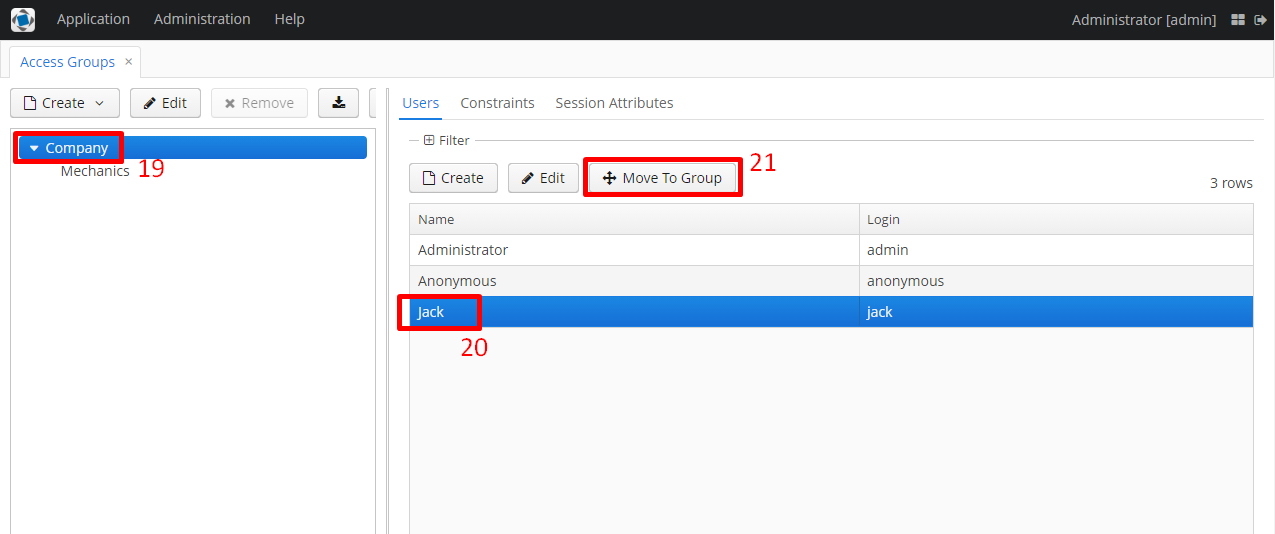 Application Administration Help Administrator [admin]
Access Groups ×
Create Edit Remove
Company
19
Mechanics
Users Constraints Session Attributes
Filter
Create Edit Move To Group 21
3 rows
Name Login
Administrator admin
Anonymous anonymous
Jack jack
20